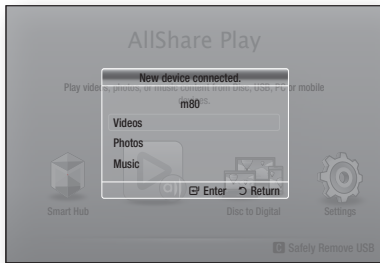 AllShare Play
New device connected.
Play videos, photos, or music content from Disc, USB, PC or mobile
devices.
m80
Videos
Photos
Music
Enter Return
Smart Hub
Disc to Digital
Settings
C Safely Remove USB